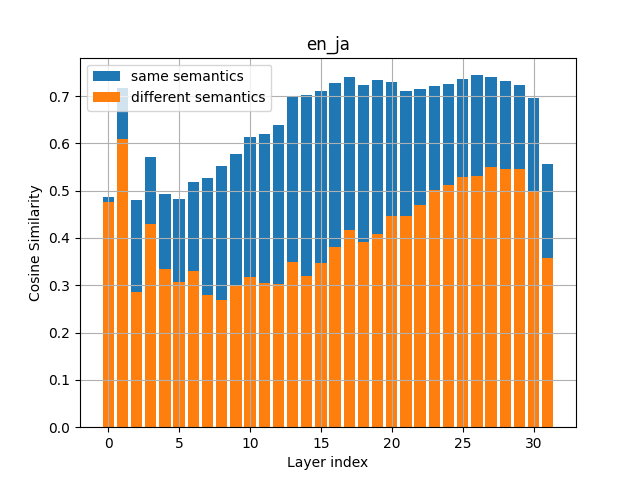 en_ja
same semantics
different semantics
Cosine Similarity
0.7
0.6
0.5
0.4
0.3
0.2
0.1
0.0
0 5 10 15 20 25 30
Layer index